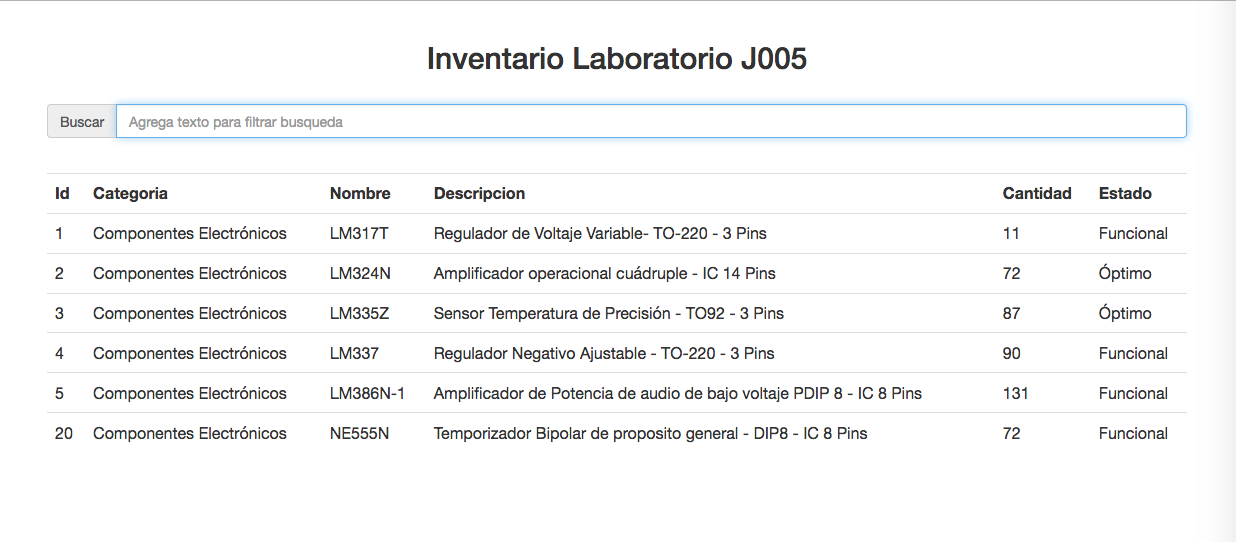 Inventario Laboratorio J005
Buscar Agrega texto para filtrar busqueda
Id Categoria Nombre Descripcion Cantidad Estado
1 Componentes Electrónicos LM317T Regulador de Voltaje Variable- TO-220 - 3 Pins 11 Funcional
2 Componentes Electrónicos LM324N Amplificador operacional cuádruple - IC 14 Pins 72 Óptimo
3 Componentes Electrónicos LM335Z Sensor Temperatura de Precisión - TO92 - 3 Pins 87 Óptimo
4 Componentes Electrónicos LM337 Regulador Negativo Ajustable - TO-220 - 3 Pins 90 Funcional
5 Componentes Electrónicos LM386N-1 Amplificador de Potencia de audio de bajo voltaje PDIP 8 - IC 8 Pins 131 Funcional
20 Componentes Electrónicos NE555N Temporizador Bipolar de proposito general - DIP8 - IC 8 Pins 72 Funcional